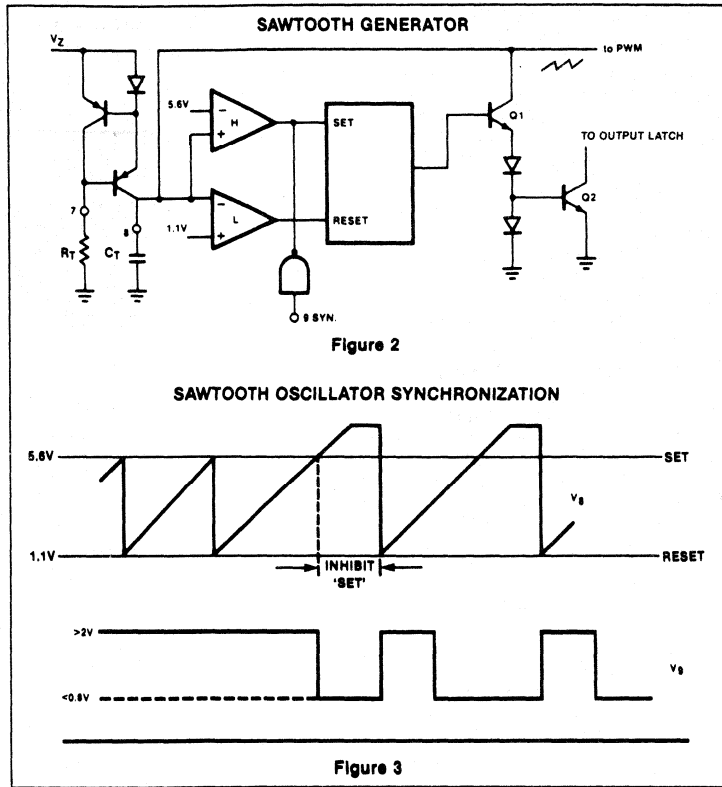 SAWTOOTH GENERATOR
VZ
to PWM
5.6V
−
H
+
SET
Q1
TO OUTPUT LATCH
7
8
−
L
+
1.1V
RESET
Q2
RT
CT
9 SYN.
Figure 2
SAWTOOTH OSCILLATOR SYNCHRONIZATION
5.6V
SET
V8
1.1V
RESET
INHIBIT
'SET'
>2V
V9
<0.8V
Figure 3